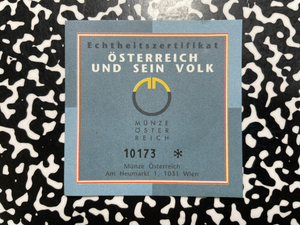 Echtheitszertifikat
ÖSTERREICH
UND SEIN VOLK
MÜNZE
ÖSTER
REICH
10173 *
Münze Österreich
Am Heumarkt 1, 1031 Wien